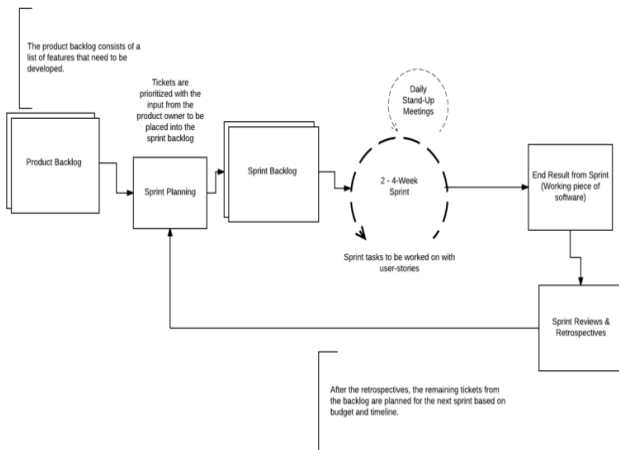 The product backlog consists of a
list of features that need to be
developed.
Tickets are
prioritized with the
input from the
product owner to be
placed into the
sprint backlog
Daily
Stand-Up
Meetings
Product Backlog
Sprint Planning
Sprint Backlog
2 - 4-Week
Sprint
End Result from Sprint
(Working piece of
software)
Sprint tasks to be worked on with
user-stories
Sprint Reviews &
Retrospectives
After the retrospectives, the remaining tickets from
the backlog are planned for the next sprint based on
budget and timeline.